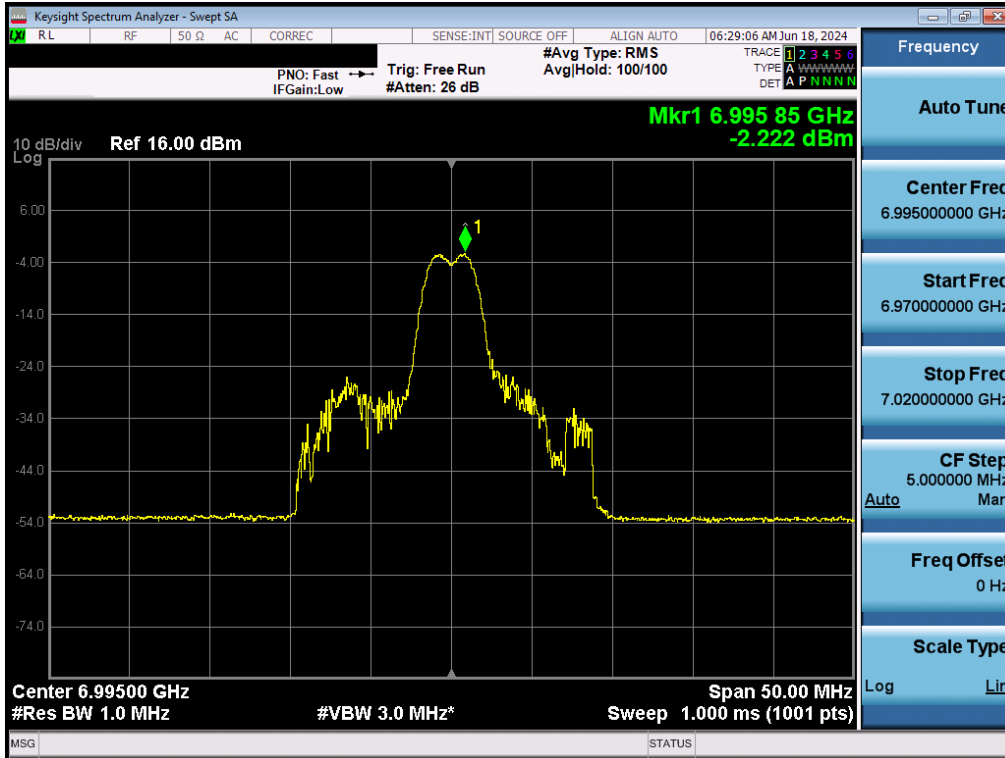 Keysight Spectrum Analyzer - Swept SA
LXI RL RF 50 Ω AC CORREC SENSE:INT SOURCE OFF ALIGN AUTO 06:29:06 AM Jun 18, 2024
#Avg Type: RMS TRACE 1 2 3 4 5 6
PNO: Fast Trig: Free Run Avg|Hold: 100/100 TYPE A WWWWW
IFGain:Low #Atten: 26 dB DET A P N N N N
Mkr1 6.995 85 GHz
-2.222 dBm
10 dB/div Ref 16.00 dBm
Log
1
6.00
-4.00
-14.0
-24.0
-34.0
-44.0
-54.0
-64.0
-74.0
Center 6.99500 GHz Span 50.00 MHz
#Res BW 1.0 MHz #VBW 3.0 MHz* Sweep 1.000 ms (1001 pts)
MSG STATUS
Frequency
Auto Tune
Center Freq
6.995000000 GHz
Start Freq
6.970000000 GHz
Stop Freq
7.020000000 GHz
CF Step
5.000000 MHz
Auto Man
Freq Offset
0 Hz
Scale Type
Log Lin